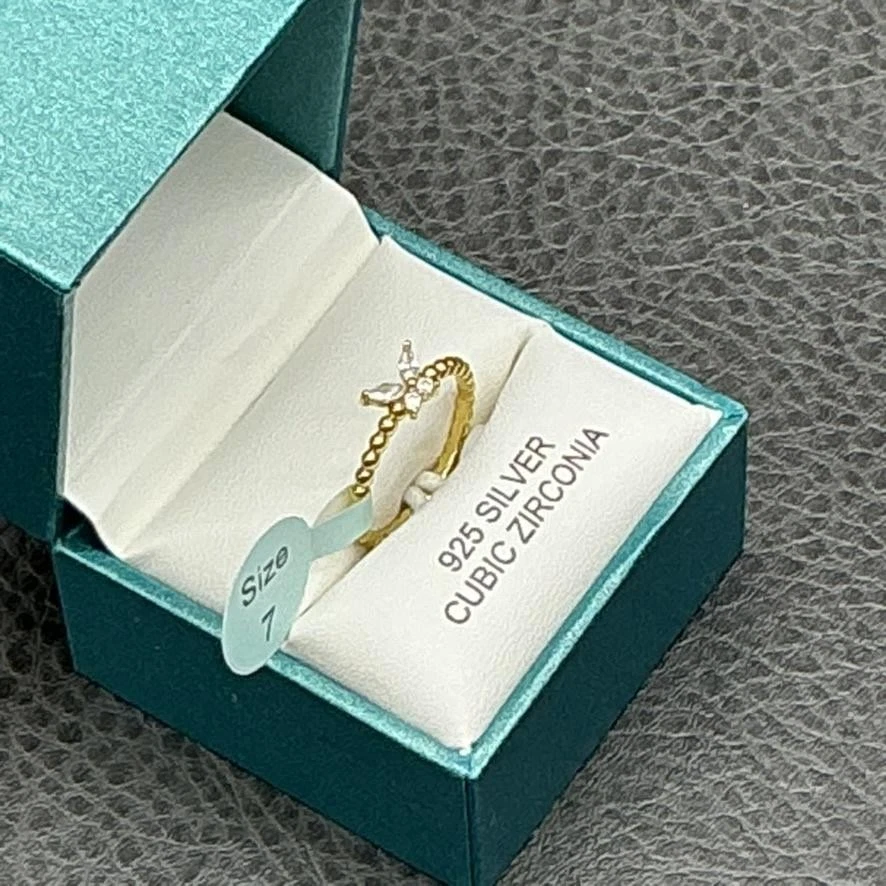 Size
7
925 SILVER
CUBIC ZIRCONIA